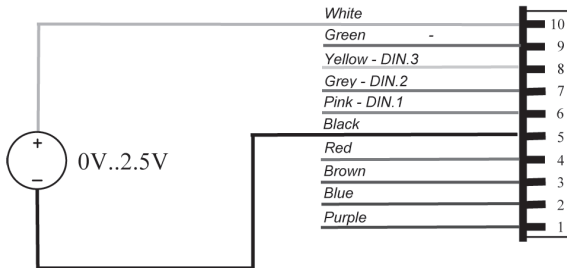 White 10
Green - 9
Yellow - DIN.3 8
Grey - DIN.2 7
Pink - DIN.1 6
Black 5
+
0V..2.5V
−
Red 4
Brown 3
Blue 2
Purple 1